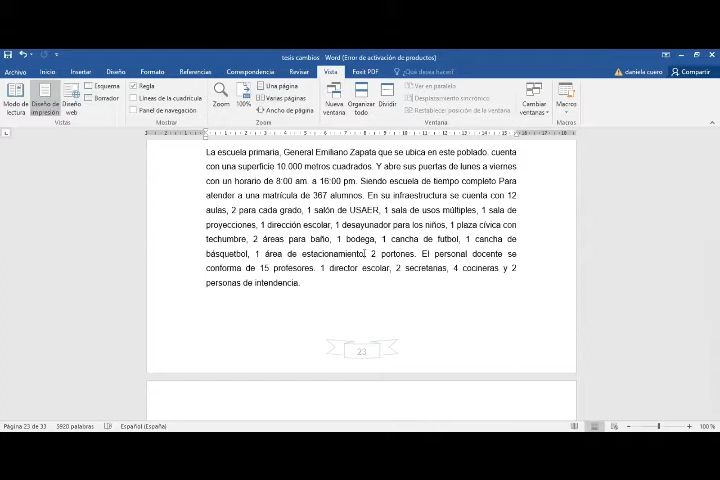 tesis cambios - Word (Error de activación de productos)
Archivo Inicio Insertar Diseño Formato Referencias Correspondencia Revisar Vista Foxit PDF ¿Qué desea hacer? daniela cuero Compartir
Modo de lectura
Diseño de impresión
Diseño web
Esquema
Borrador
Vistas
Regla
Líneas de la cuadrícula
Panel de navegación
Mostrar
Zoom
100%
Una página
Varias páginas
Ancho de página
Zoom
Nueva ventana
Organizar todo
Dividir
Ver en paralelo
Desplazamiento sincrónico
Restablecer posición de la ventana
Ventana
Cambiar ventanas
Macros
Macros
La escuela primaria, General Emiliano Zapata que se ubica en este poblado. cuenta
con una superficie 10.000 metros cuadrados. Y abre sus puertas de lunes a viernes
con un horario de 8:00 am. a 16:00 pm. Siendo escuela de tiempo completo Para
atender a una matrícula de 367 alumnos. En su infraestructura se cuenta con 12
aulas, 2 para cada grado, 1 salón de USAER, 1 sala de usos múltiples, 1 sala de
proyecciones, 1 dirección escolar, 1 desayunador para los niños, 1 plaza cívica con
techumbre, 2 áreas para baño, 1 bodega, 1 cancha de futbol, 1 cancha de
básquetbol, 1 área de estacionamiento, 2 portones. El personal docente se
conforma de 15 profesores. 1 director escolar, 2 secretarias, 4 cocineras y 2
personas de intendencia.
23
Página 23 de 33 5920 palabras Español (España) 100 %